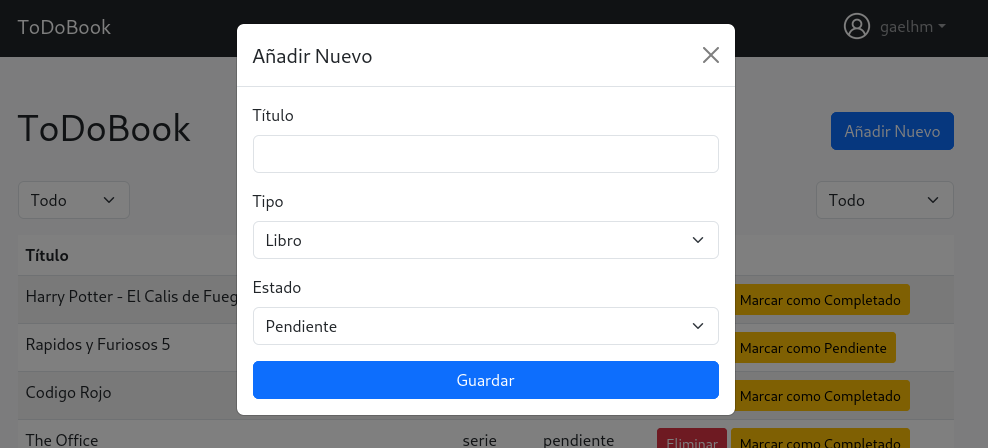 ToDoBook
gaelhm
Añadir Nuevo
Título
Tipo
Libro
Estado
Pendiente
Guardar
ToDoBook
Añadir Nuevo
Todo
Todo
Título
Harry Potter - El Calis de Fueg
Marcar como Completado
Rapidos y Furiosos 5
Marcar como Pendiente
Codigo Rojo
Marcar como Completado
The Office serie pendiente Eliminar Marcar como Completado